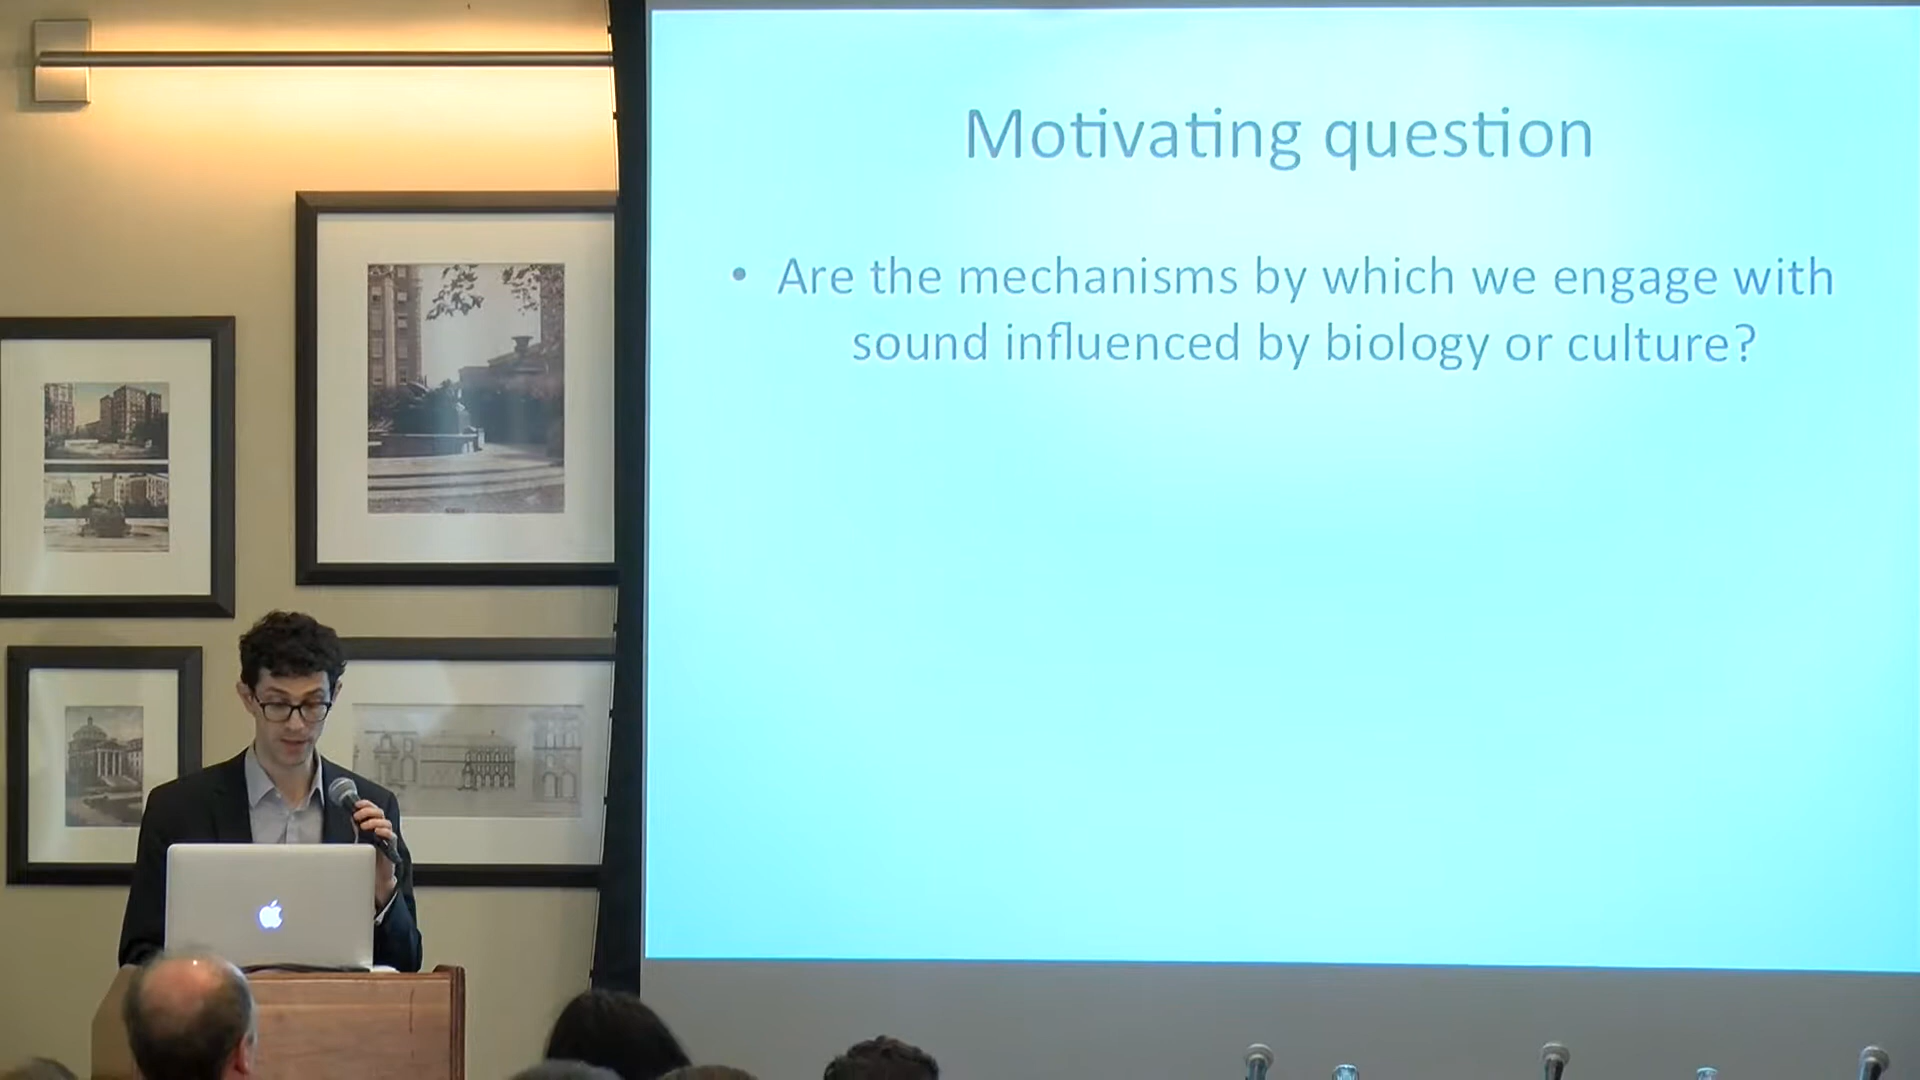 Motivating question
• Are the mechanisms by which we engage with
sound influenced by biology or culture?